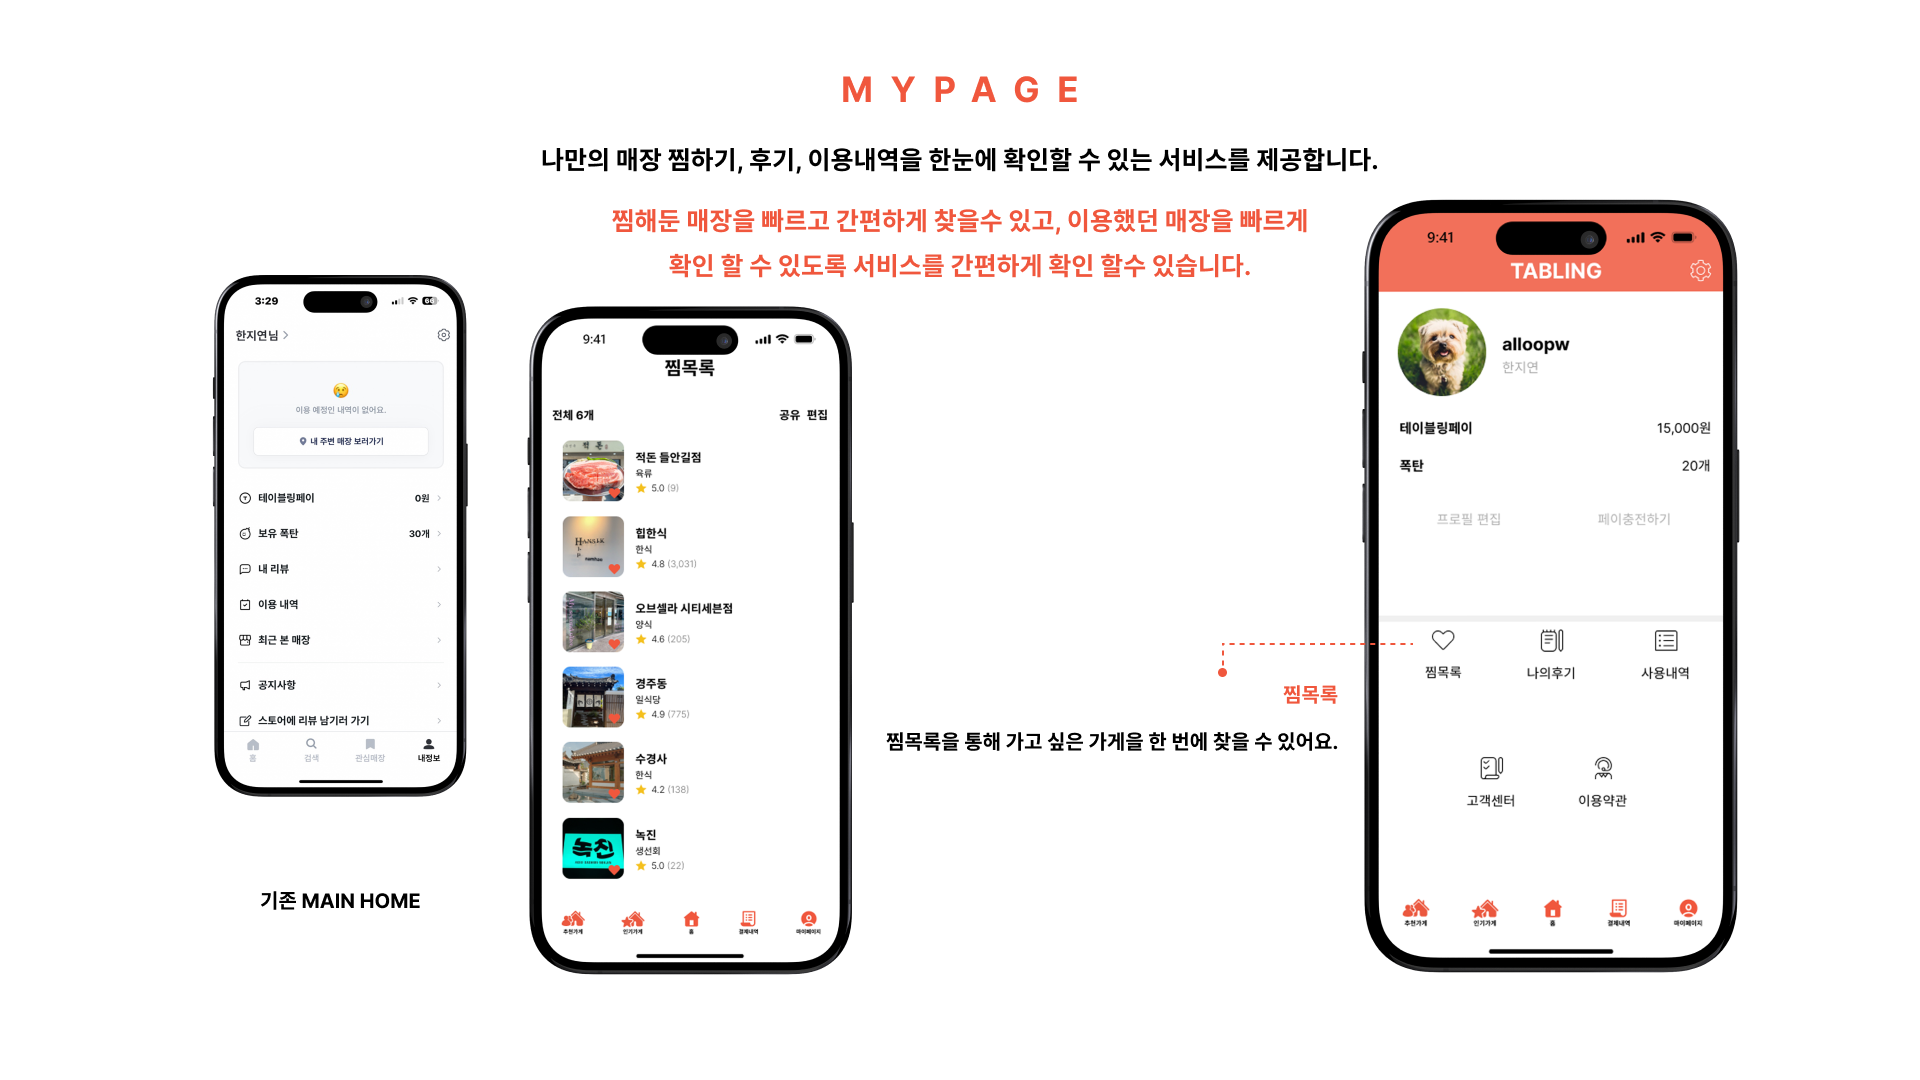 MYPAGE
나만의 매장 찜하기, 후기, 이용내역을 한눈에 확인할 수 있는 서비스를 제공합니다.
찜해둔 매장을 빠르고 간편하게 찾을수 있고, 이용했던 매장을 빠르게
확인 할 수 있도록 서비스를 간편하게 확인 할수 있습니다.
3:29
66
한지연님
이용 예정인 내역이 없어요.
내 주변 매장 보러가기
테이블링페이
0원
보유 폭탄
30개
내 리뷰
이용 내역
최근 본 매장
공지사항
스토어에 리뷰 남기러 가기
홈
검색
관심매장
내정보
기존 MAIN HOME
9:41
찜목록
전체 6개
공유 편집
적돈 들안길점
육류
5.0 (9)
힙한식
한식
4.8 (3,031)
오브셀라 시티세븐점
양식
4.6 (205)
경주동
일식당
4.9 (775)
수경사
한식
4.2 (138)
녹진
녹진
생선회
5.0 (22)
추천가게
인기가게
홈
결제내역
마이페이지
찜목록
찜목록을 통해 가고 싶은 가게을 한 번에 찾을 수 있어요.
9:41
TABLING
alloopw
한지연
테이블링페이
15,000원
폭탄
20개
프로필 편집
페이충전하기
찜목록
나의후기
사용내역
고객센터
이용약관
추천가게
인기가게
홈
결제내역
마이페이지